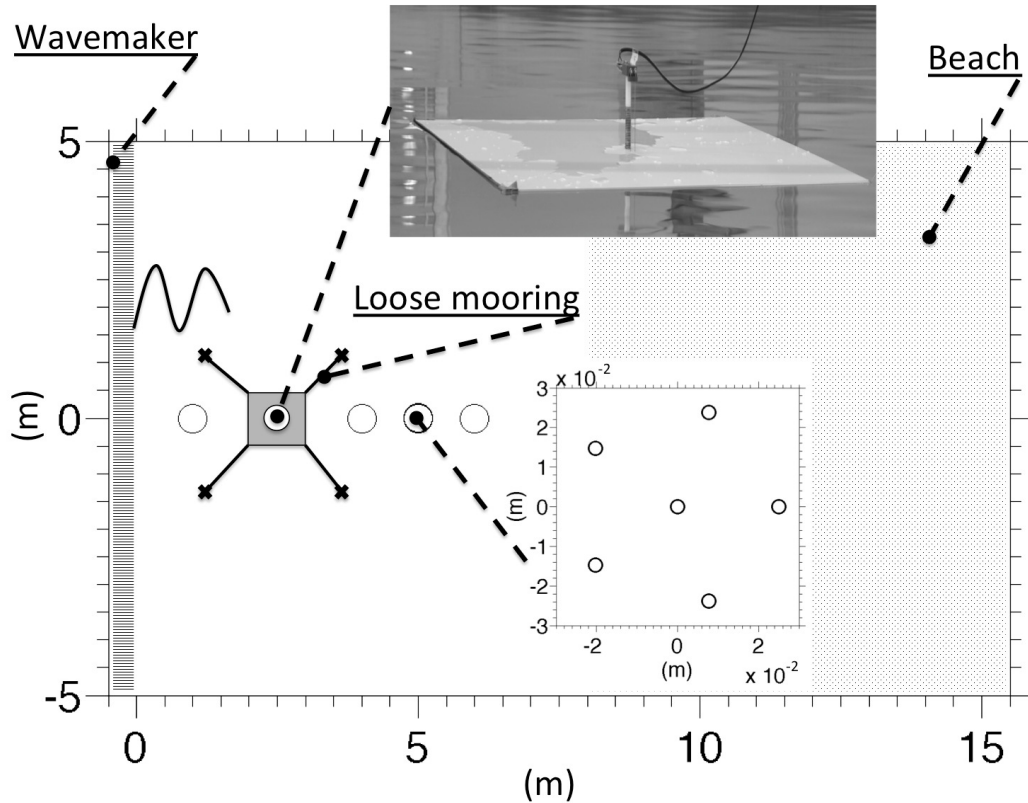 Wavemaker
Beach
Loose mooring
5
0
-5
(m)
0
5
10
15
(m)
x 10⁻²
3
2
1
0
-1
-2
-3
(m)
-2
0
2
(m)
x 10⁻²